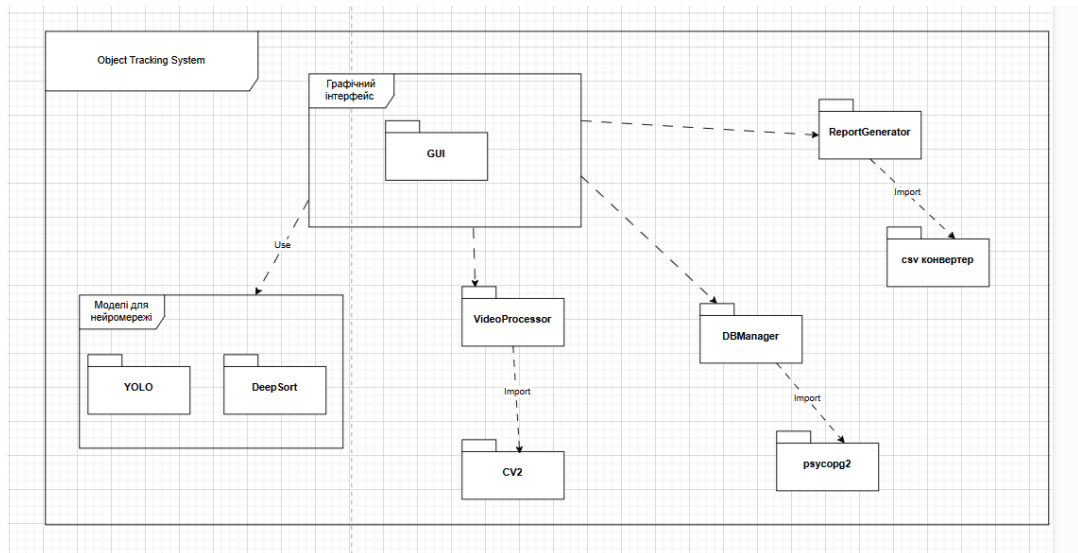 Object Tracking System
Графічний
інтерфейс
GUI
ReportGenerator
Import
csv конвертер
Use
Моделі для
нейромережі
YOLO
DeepSort
VideoProcessor
Import
CV2
DBManager
Import
psycopg2